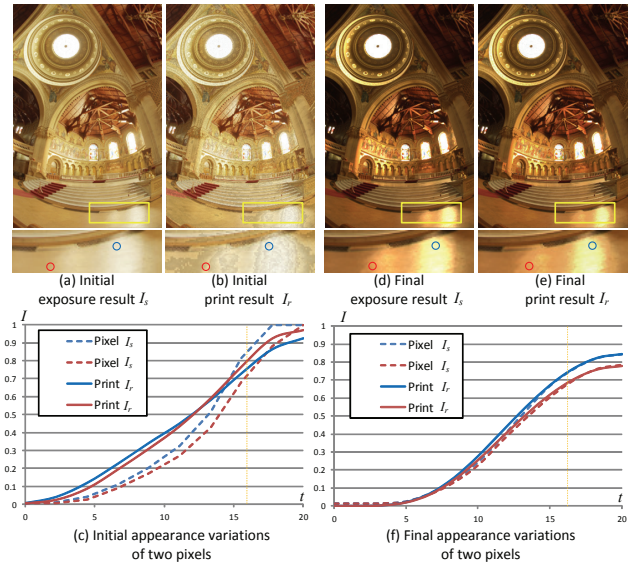 (a) Initial
exposure result Is
(b) Initial
print result Ir
(d) Final
exposure result Is
(e) Final
print result Ir
I
1
0.9
0.8
0.7
0.6
0.5
0.4
0.3
0.2
0.1
0
Pixel Is
Pixel Is
Print Ir
Print Ir
t
0 5 10 15 20
(c) Initial appearance variations
of two pixels
1
0.9
0.8
0.7
0.6
0.5
0.4
0.3
0.2
0.1
0
Pixel Is
Pixel Is
Print Ir
Print Ir
t
0 5 10 15 20
(f) Final appearance variations
of two pixels